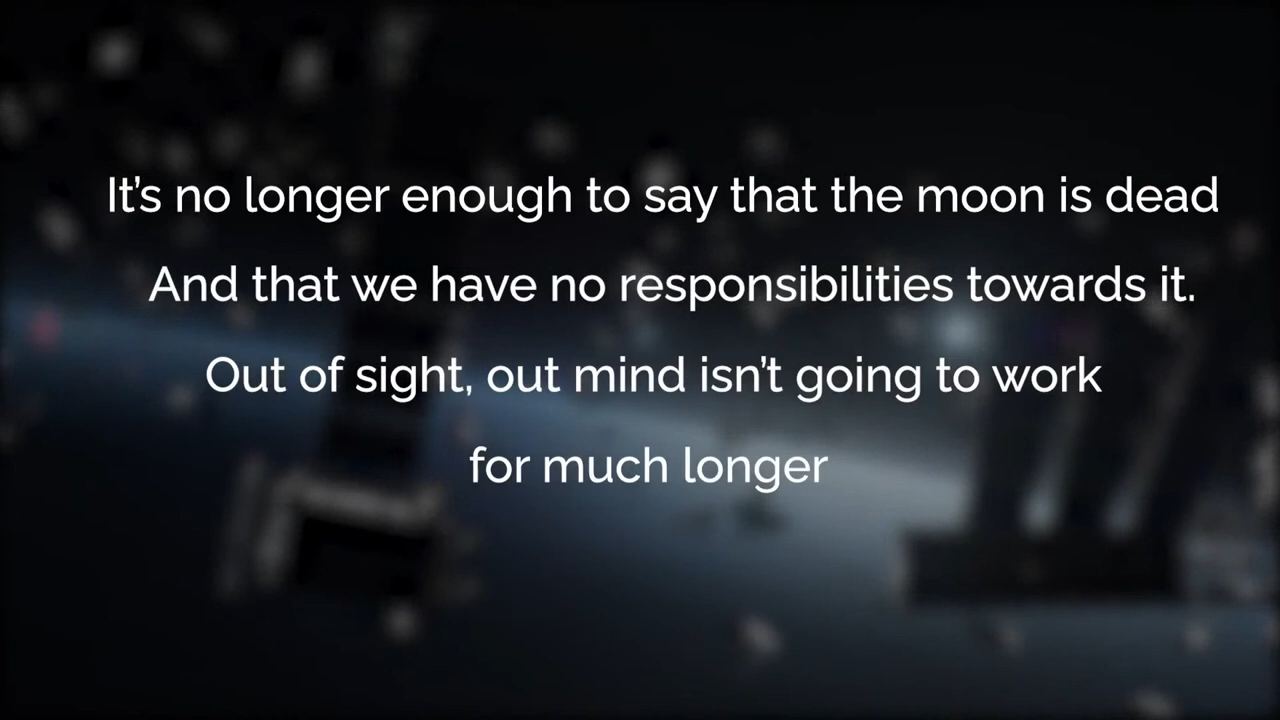 It's no longer enough to say that the moon is dead
And that we have no responsibilities towards it.
Out of sight, out mind isn't going to work
for much longer